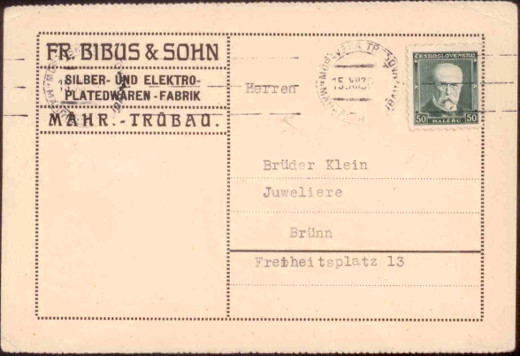 FR. BIBUS & SOHN
SILBER- UND ELEKTRO-
PLATEDWAREN-FABRIK
MÄHR.-TRÜBAU.
Herren
ČESKOSLOVENSKO
50 50
HALÉŘŮ
Brüder Klein
Juweliere
Brünn
Freiheitsplatz 13